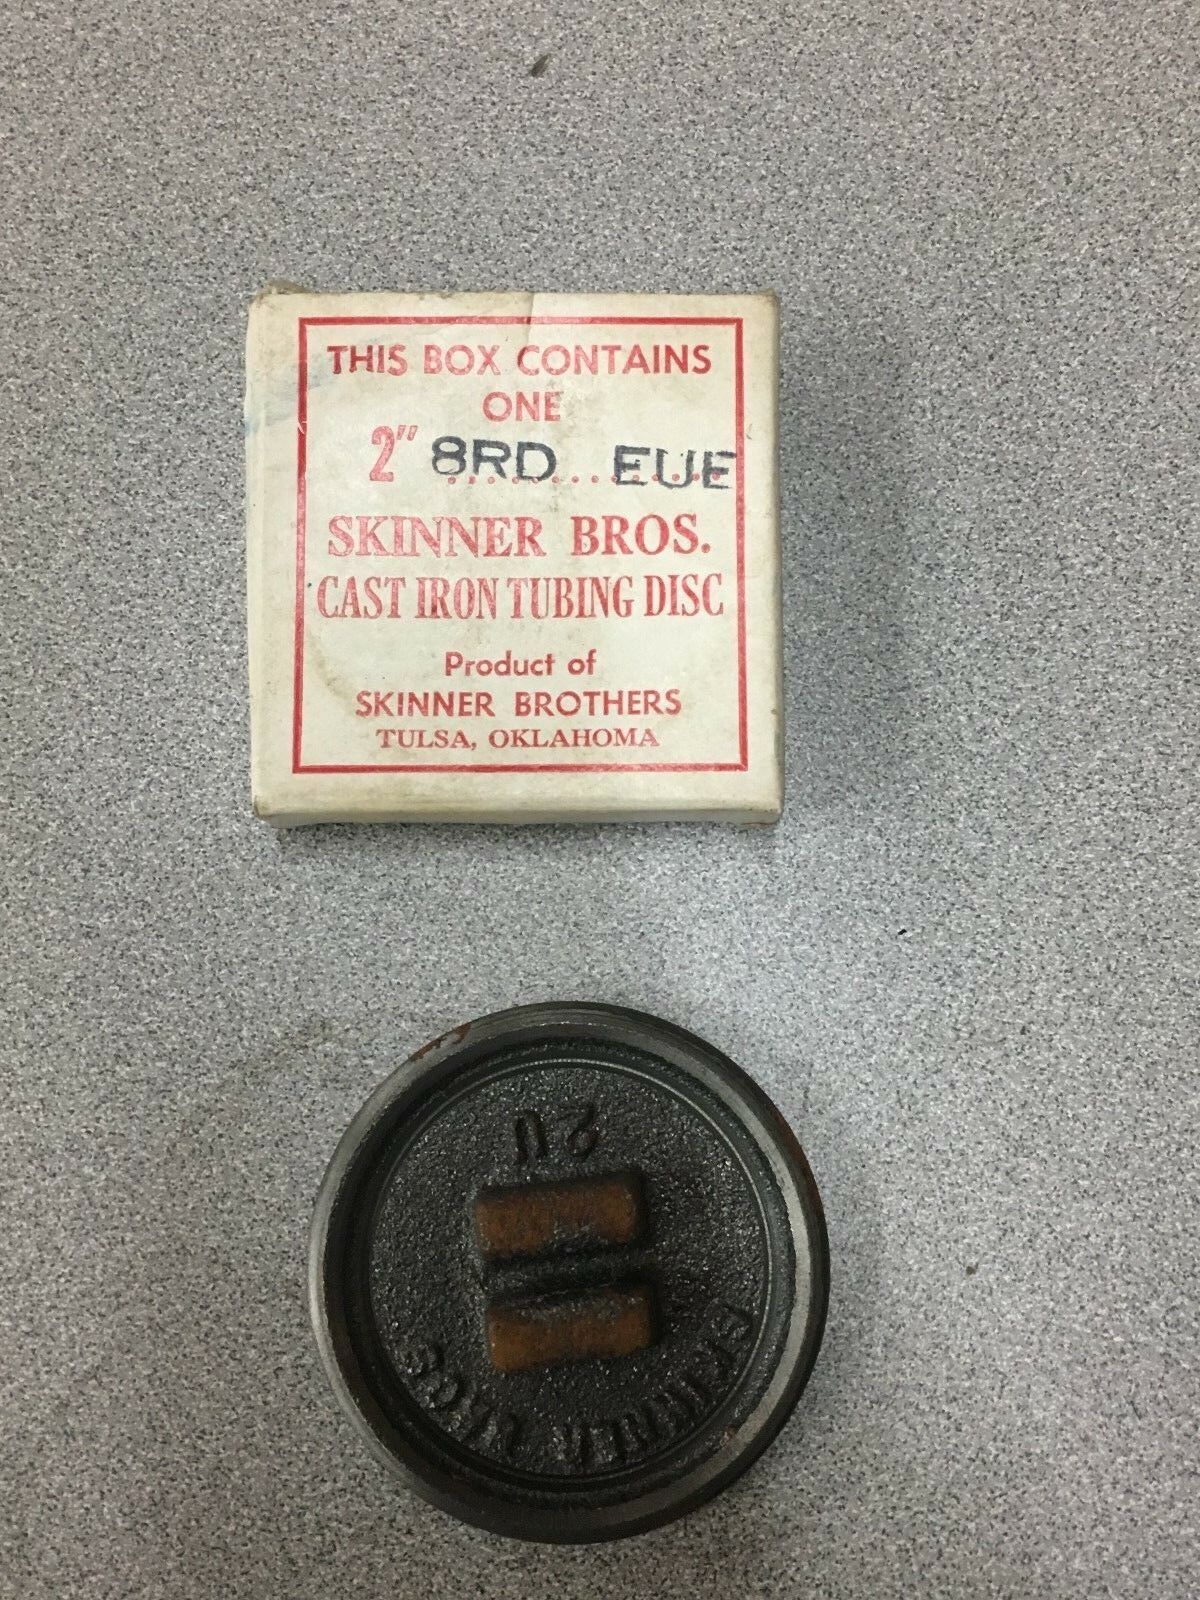 THIS BOX CONTAINS
ONE
2" 8RD EUE
SKINNER BROS.
CAST IRON TUBING DISC
Product of
SKINNER BROTHERS
TULSA, OKLAHOMA
2U